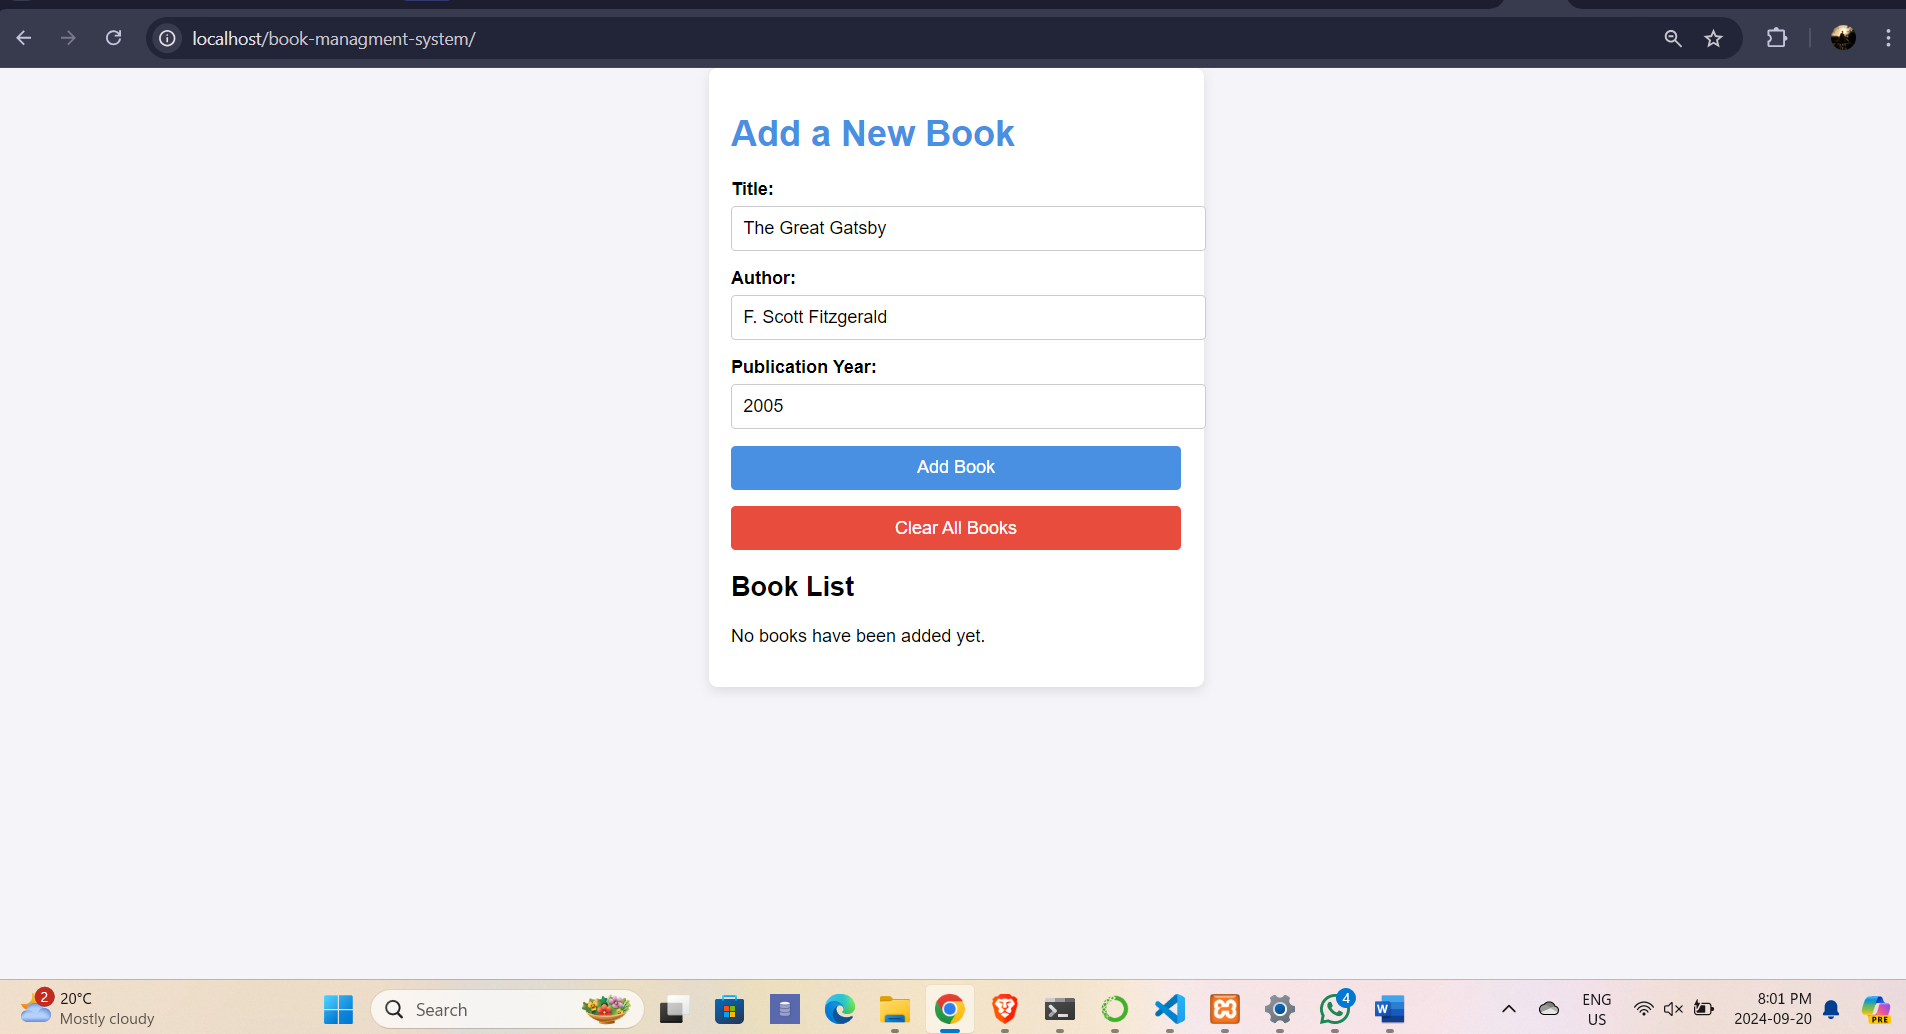 localhost/book-managment-system/
Add a New Book
Title:
The Great Gatsby
Author:
F. Scott Fitzgerald
Publication Year:
2005
Add Book
Clear All Books
Book List
No books have been added yet.
2
20°C
Mostly cloudy
Search
4
W
ENG
US
8:01 PM
2024-09-20
PRE